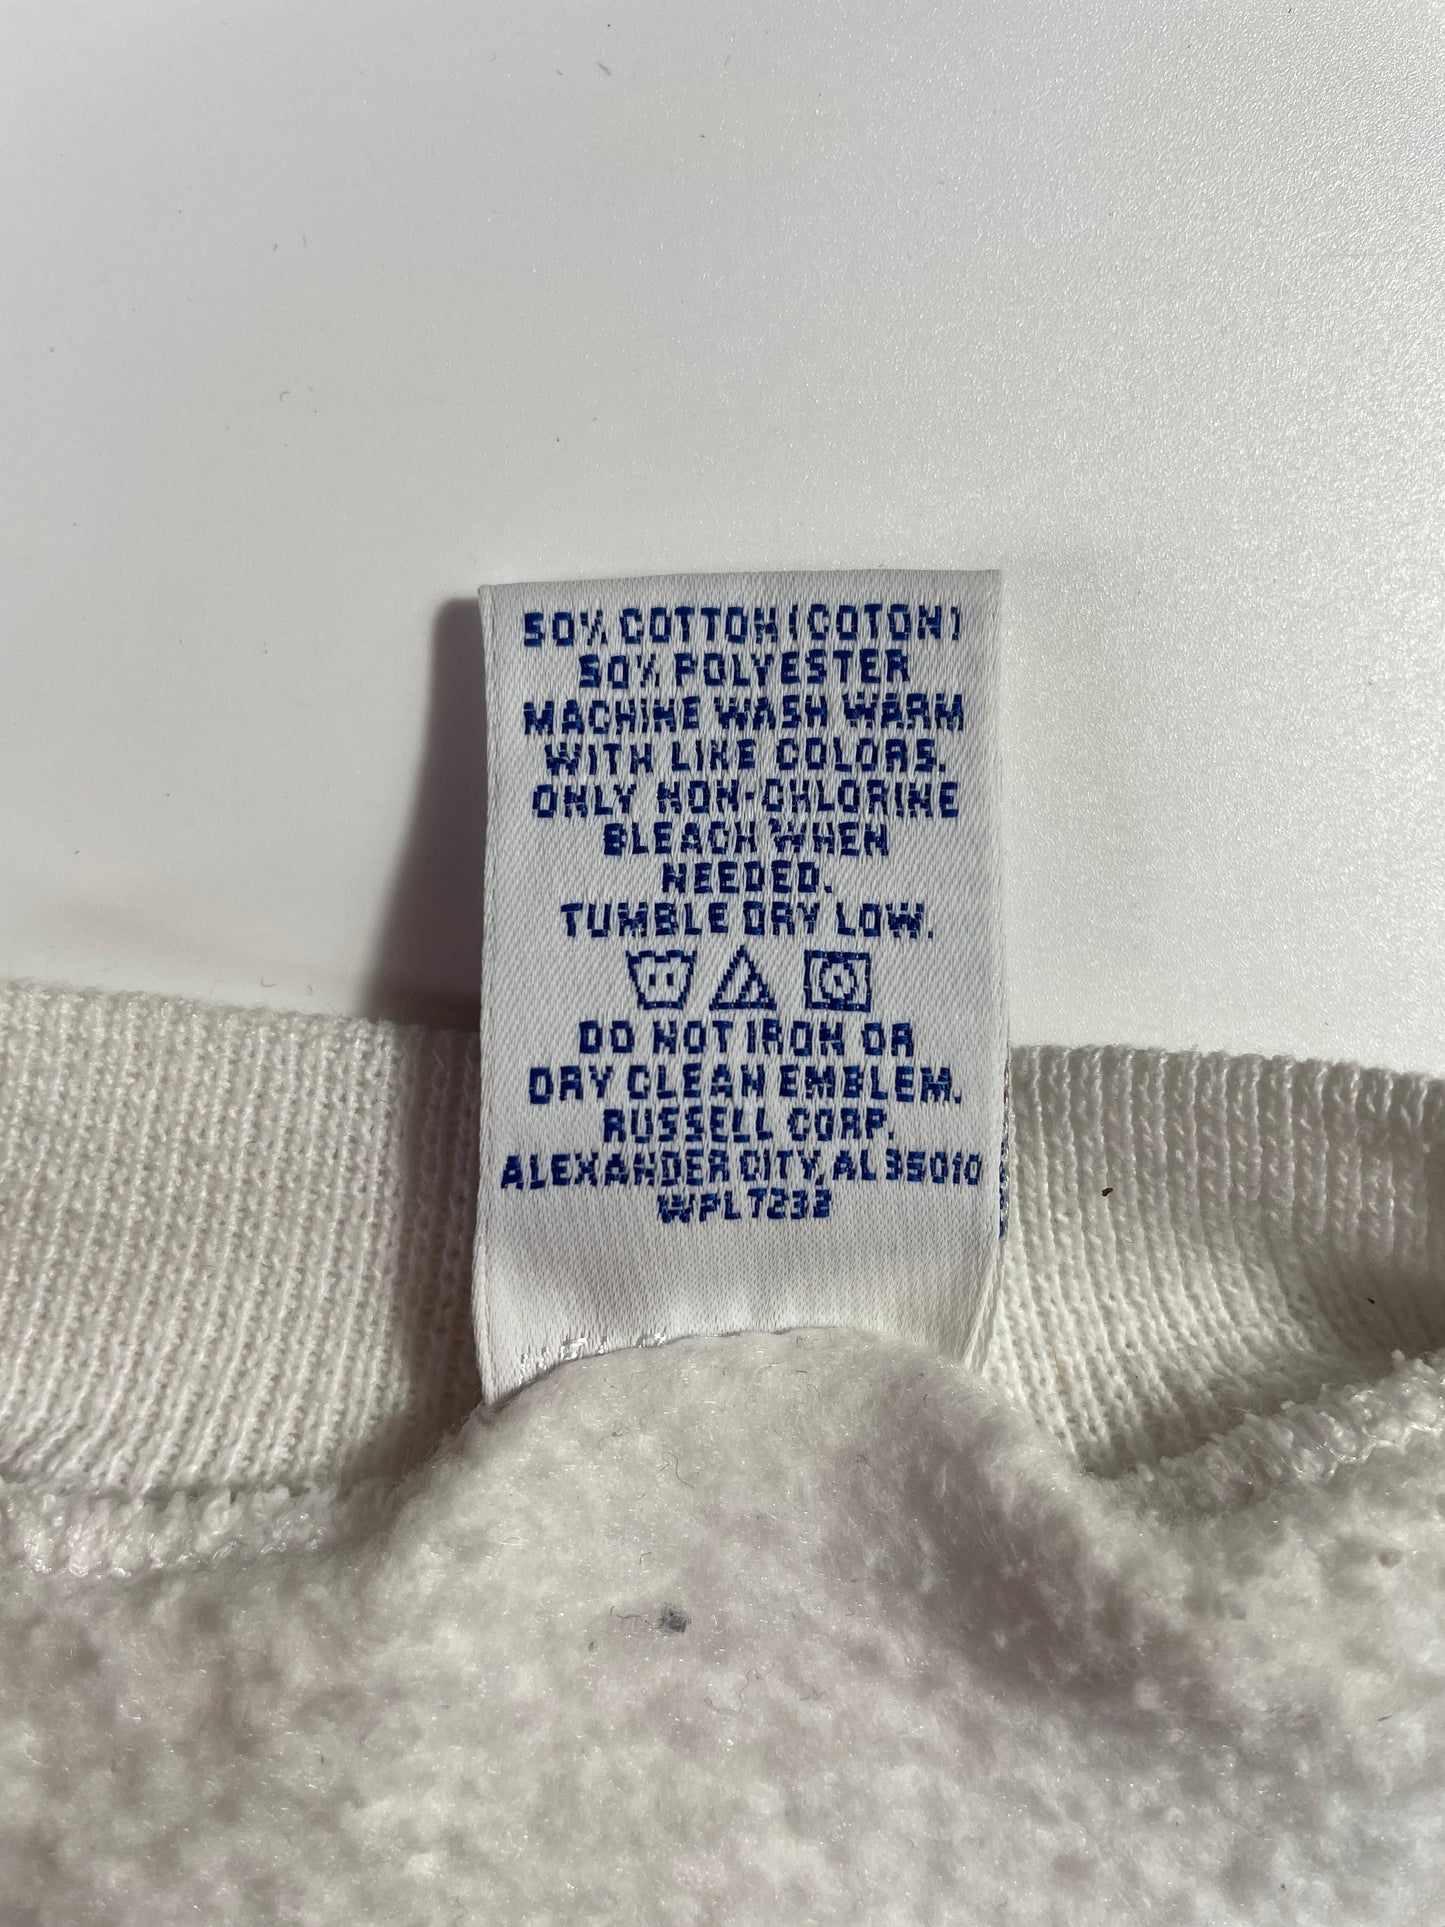 50% COTTON (COTON)
50% POLYESTER
MACHINE WASH WARM
WITH LIKE COLORS.
ONLY NON-CHLORINE
BLEACH WHEN
NEEDED.
TUMBLE DRY LOW.
DO NOT IRON OR
DRY CLEAN EMBLEM.
RUSSELL CORP.
ALEXANDER CITY, AL 35010
WPL 7232